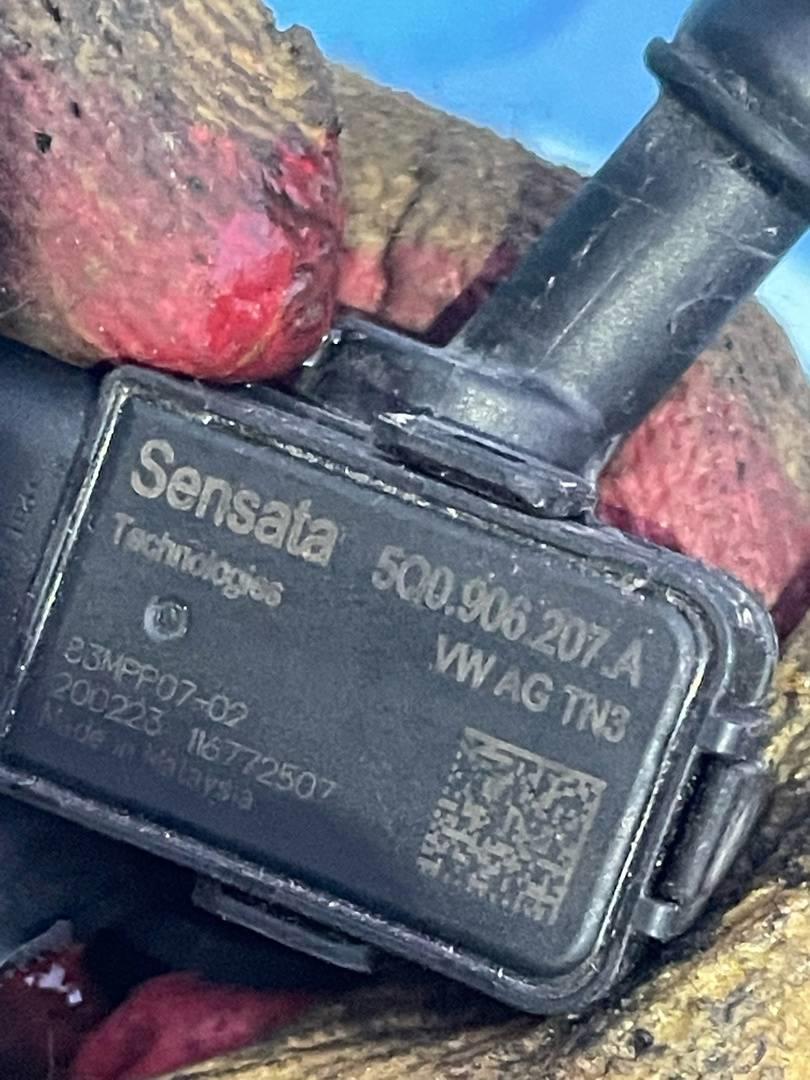 Sensata
Technologies
5Q0.906.207.A
VW AG TN3
83MPP07-02
200223 116772507
Made in Malaysia